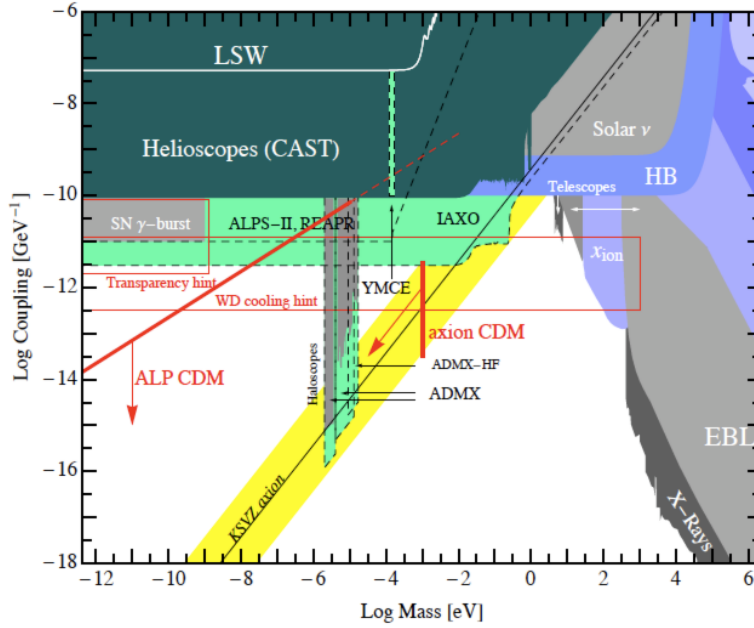 −6
−8
−10
−12
−14
−16
−18
Log Coupling [GeV⁻¹]
LSW
Helioscopes (CAST)
Solar ν
HB
Telescopes
SN γ−burst
ALPS−II, REAPR
IAXO
Transparency hint
WD cooling hint
YMCE
x_ion
axion CDM
ALP CDM
Haloscopes
ADMX−HF
ADMX
EBL
X−Rays
KSVZ axion
−12 −10 −8 −6 −4 −2 0 2 4 6
Log Mass [eV]